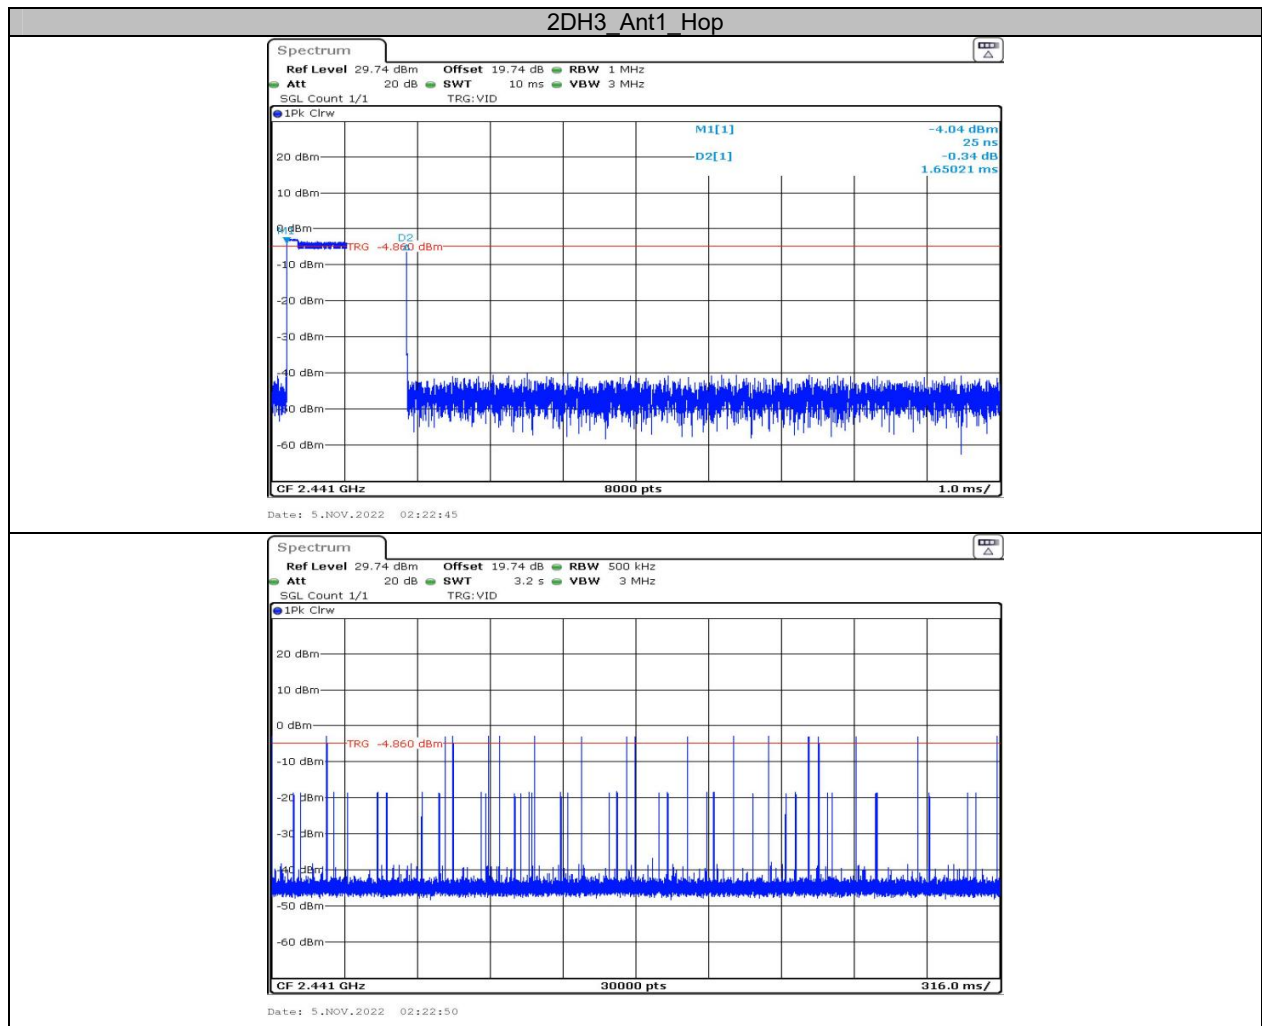 2DH3_Ant1_Hop
Spectrum
Ref Level 29.74 dBm Offset 19.74 dB RBW 1 MHz
Att 20 dB SWT 10 ms VBW 3 MHz
SGL Count 1/1 TRG:VID
1Pk Clrw
M1[1] -4.04 dBm
25 ns
20 dBm D2[1] -0.34 dB
1.65021 ms
10 dBm
0 dBm
M1 D2
TRG -4.860 dBm
-10 dBm
-20 dBm
-30 dBm
-40 dBm
-50 dBm
-60 dBm
CF 2.441 GHz 8000 pts 1.0 ms/
Date: 5.NOV.2022 02:22:45
Spectrum
Ref Level 29.74 dBm Offset 19.74 dB RBW 500 kHz
Att 20 dB SWT 3.2 s VBW 3 MHz
SGL Count 1/1 TRG:VID
1Pk Clrw
20 dBm
10 dBm
0 dBm
TRG -4.860 dBm
-10 dBm
-20 dBm
-30 dBm
-40 dBm
-50 dBm
-60 dBm
CF 2.441 GHz 30000 pts 316.0 ms/
Date: 5.NOV.2022 02:22:50